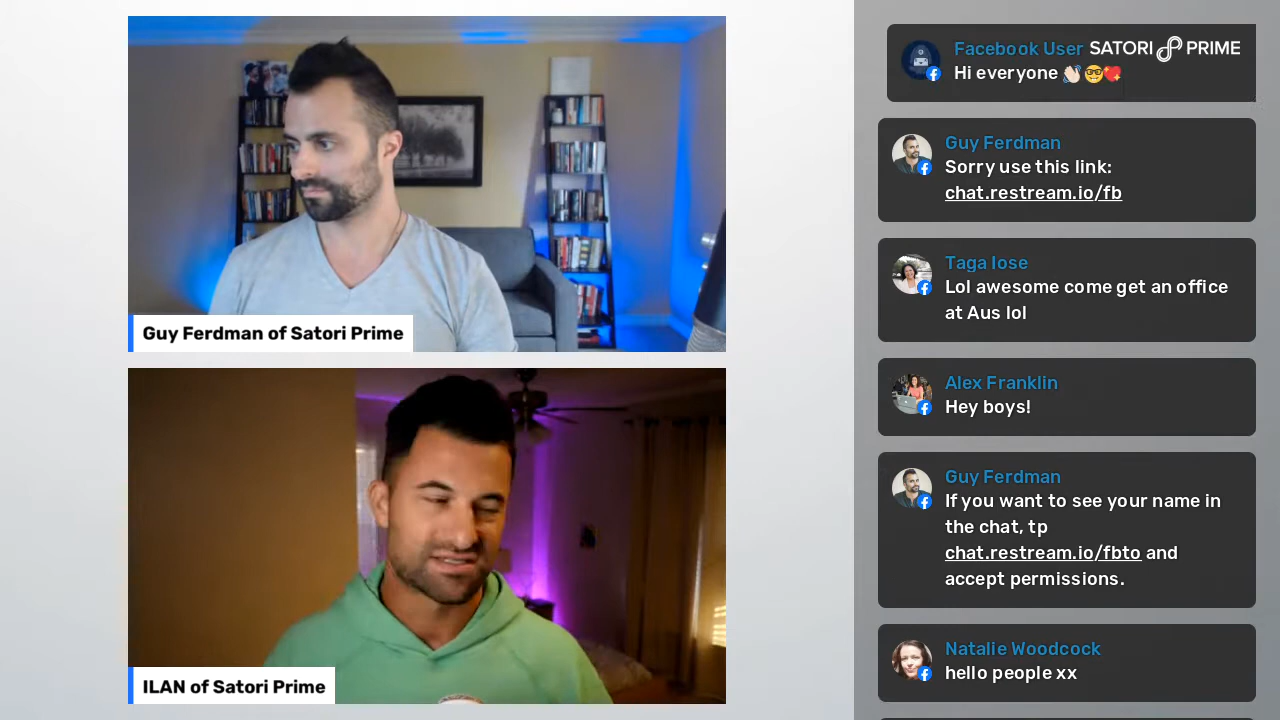 Guy Ferdman of Satori Prime
ILAN of Satori Prime
Facebook User
SATORI PRIME
Hi everyone 👋🏻🤓💖
Guy Ferdman
Sorry use this link:
chat.restream.io/fb
Taga Iose
Lol awesome come get an office
at Aus lol
Alex Franklin
Hey boys!
Guy Ferdman
If you want to see your name in
the chat, tp
chat.restream.io/fbto and
accept permissions.
Natalie Woodcock
hello people xx